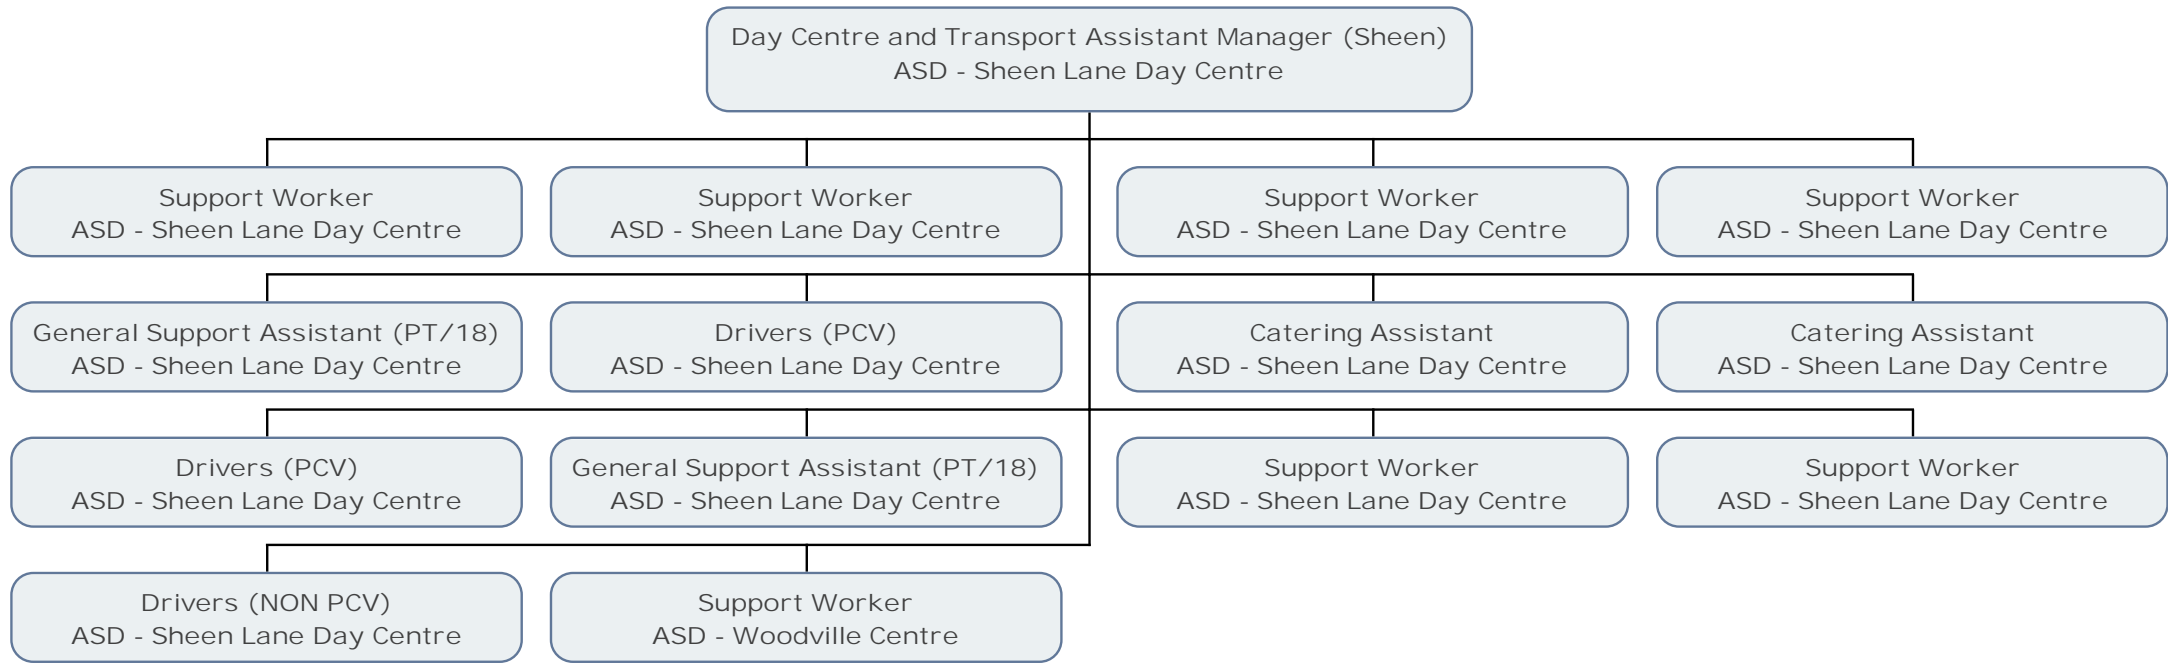 Day Centre and Transport Assistant Manager (Sheen)
ASD - Sheen Lane Day Centre
Support Worker
ASD - Sheen Lane Day Centre
Support Worker
ASD - Sheen Lane Day Centre
Support Worker
ASD - Sheen Lane Day Centre
Support Worker
ASD - Sheen Lane Day Centre
General Support Assistant (PT/18)
ASD - Sheen Lane Day Centre
Drivers (PCV)
ASD - Sheen Lane Day Centre
Catering Assistant
ASD - Sheen Lane Day Centre
Catering Assistant
ASD - Sheen Lane Day Centre
Drivers (PCV)
ASD - Sheen Lane Day Centre
General Support Assistant (PT/18)
ASD - Sheen Lane Day Centre
Support Worker
ASD - Sheen Lane Day Centre
Support Worker
ASD - Sheen Lane Day Centre
Drivers (NON PCV)
ASD - Sheen Lane Day Centre
Support Worker
ASD - Woodville Centre